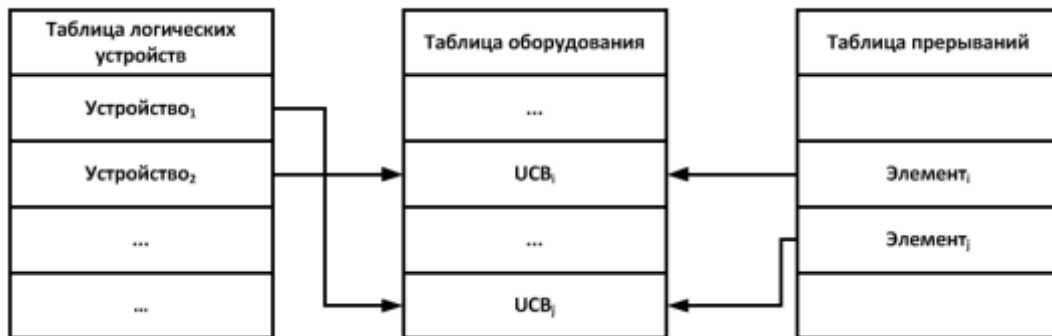 Таблица логических
устройств
Устройство₁
Устройство₂
...
...
Таблица оборудования
...
UCBᵢ
...
UCBⱼ
Таблица прерываний
Элементᵢ
Элементⱼ